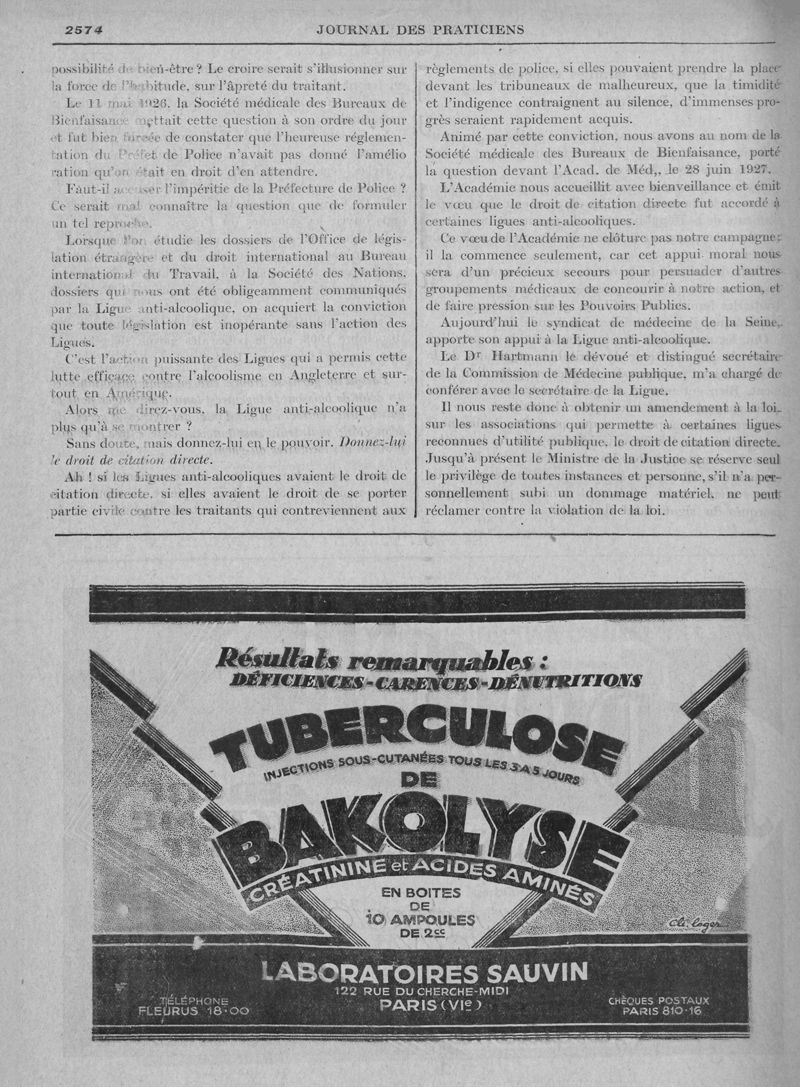 2574
JOURNAL DES PRATICIENS
possibilité de bien-être ? Le croire serait s'illusionner sur
la force de l'habitude, sur l'âpreté du traitant.
Le 11 mai 1926, la Société médicale des Bureaux de
Bienfaisance mettait cette question à son ordre du jour
et fut bien forcée de constater que l'heureuse réglemen-
tation du Préfet de Police n'avait pas donné l'amélio
ration qu'on était en droit d'en attendre.
Faut-il accuser l'impéritie de la Préfecture de Police ?
Ce serait mal connaître la question que de formuler
un tel reproche.
Lorsque l'on étudie les dossiers de l'Office de légis-
lation étrangère et du droit international au Bureau
international du Travail, à la Société des Nations,
dossiers qui nous ont été obligeamment communiqués
par la Ligue anti-alcoolique, on acquiert la conviction
que toute législation est inopérante sans l'action des
Ligues.
C'est l'action puissante des Ligues qui a permis cette
lutte efficace contre l'alcoolisme en Angleterre et sur-
tout en Amérique.
Alors me direz-vous, la Ligue anti-alcoolique n'a
plus qu'à se montrer ?
Sans doute, mais donnez-lui en le pouvoir. Donnez-lui
le droit de citation directe.
Ah ! si les Ligues anti-alcooliques avaient le droit de
citation directe, si elles avaient le droit de se porter
partie civile contre les traitants qui contreviennent aux
règlements de police, si elles pouvaient prendre la place
devant les tribuneaux de malheureux, que la timidité
et l'indigence contraignent au silence, d'immenses pro-
grès seraient rapidement acquis.
Animé par cette conviction, nous avons au nom de la
Société médicale des Bureaux de Bienfaisance, porté
la question devant l'Acad. de Méd,, le 28 juin 1927.
L'Académie nous accueillit avec bienveillance et émit
le vœu que le droit de citation directe fut accordé à
certaines ligues anti-alcooliques.
Ce vœu de l'Académie ne clôture pas notre campagne;
il la commence seulement, car cet appui moral nous
sera d'un précieux secours pour persuader d'autres
groupements médicaux de concourir à notre action, et
de faire pression sur les Pouvoirs Publics.
Aujourd'hui le syndicat de médecine de la Seine,
apporte son appui à la Ligue anti-alcoolique.
Le Dr Hartmann le dévoué et distingué secrétaire
de la Commission de Médecine publique, m'a chargé de
conférer avec le secrétaire de la Ligue.
Il nous reste donc à obtenir un amendement à la loi,
sur les associations qui permette à certaines ligues
reconnues d'utilité publique, le droit de citation directe.
Jusqu'à présent le Ministre de la Justice se réserve seul
le privilège de toutes instances et personne, s'il n'a per-
sonnellement subi un dommage matériel, ne peut
réclamer contre la violation de la loi.
Résultats remarquables :
DÉFICIENCES-CARENCES-DÉNUTRITIONS
TUBERCULOSE
INJECTIONS SOUS-CUTANÉES TOUS LES 3 A 5 JOURS
DE
BAKOLYSE
CRÉATININE et ACIDES AMINÉS
EN BOITES
DE
10 AMPOULES
DE 2cc
Ch. Loger
LABORATOIRES SAUVIN
122 RUE DU CHERCHE-MIDI
PARIS (VIe)
TÉLÉPHONE
FLEURUS 18-00
CHÈQUES POSTAUX
PARIS 810-16